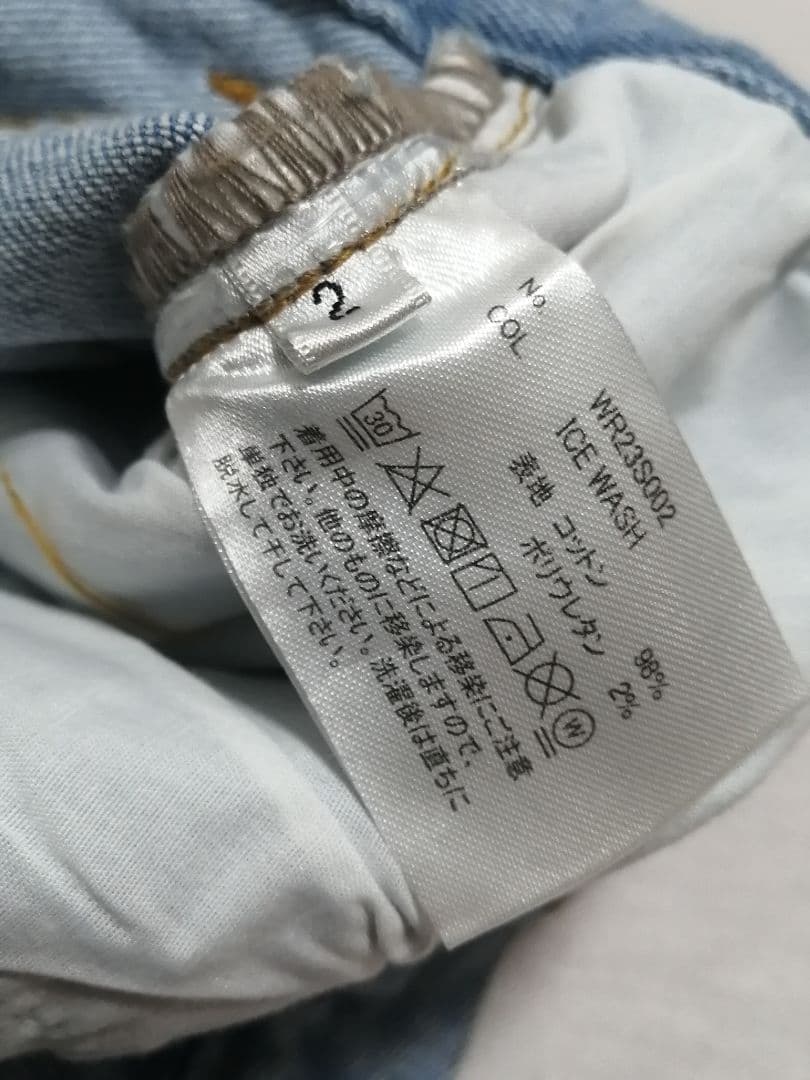 2
No WR23S002
COL ICE WASH
表地 コットン 98%
ポリウレタン 2%
30
W
着用中の摩擦などによる移染にご注意
下さい。他のものに移染しますので、
単独でお洗いください。洗濯後は直ちに
脱水して干して下さい。